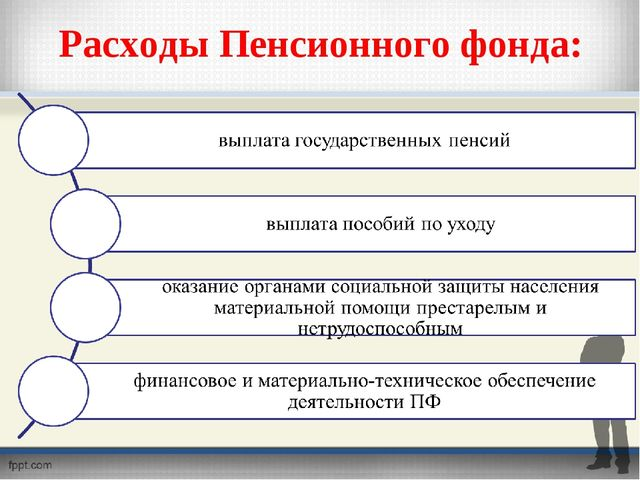 Расходы Пенсионного фонда:
выплата государственных пенсий
выплата пособий по уходу
оказание органами социальной защиты населения
материальной помощи престарелым и
нетрудоспособным
финансовое и материально-техническое обеспечение
деятельности ПФ
fppt.com